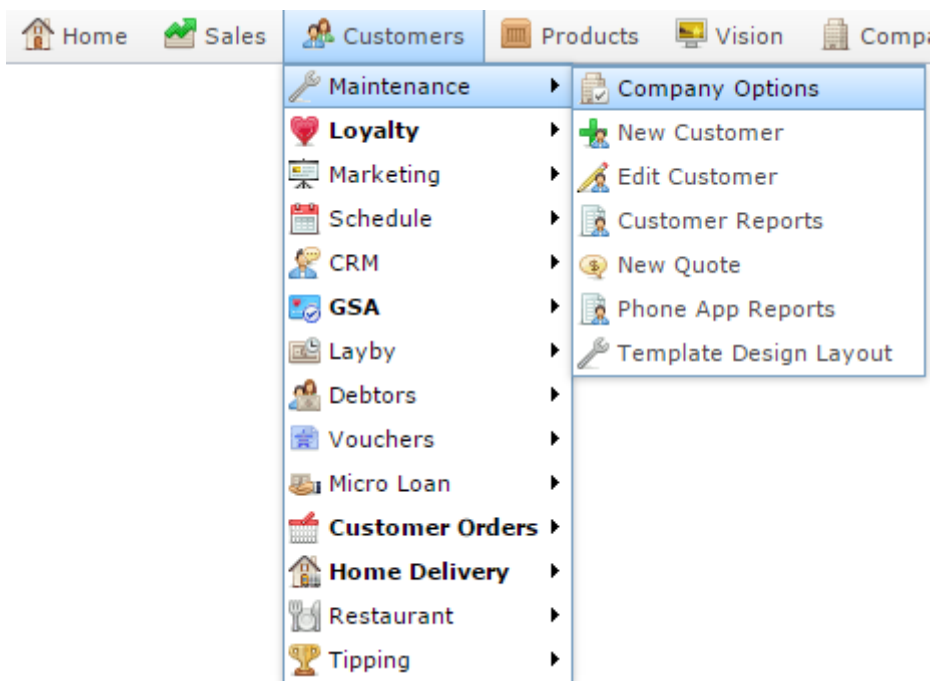 Home Sales Customers Products Vision Compa
Maintenance
Loyalty
Marketing
Schedule
CRM
GSA
Layby
Debtors
Vouchers
Micro Loan
Customer Orders
Home Delivery
Restaurant
Tipping
Company Options
New Customer
Edit Customer
Customer Reports
New Quote
Phone App Reports
Template Design Layout